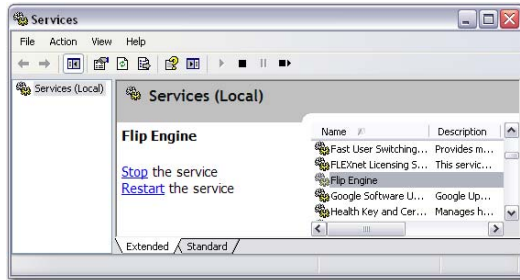 Services
File Action View Help
Services (Local)
Services (Local)
Flip Engine
Stop the service
Restart the service
Name Description
Fast User Switching... Provides m...
FLEXnet Licensing S... This servic...
Flip Engine
Google Software U... Google Up...
Health Key and Cer... Manages h...
Extended Standard